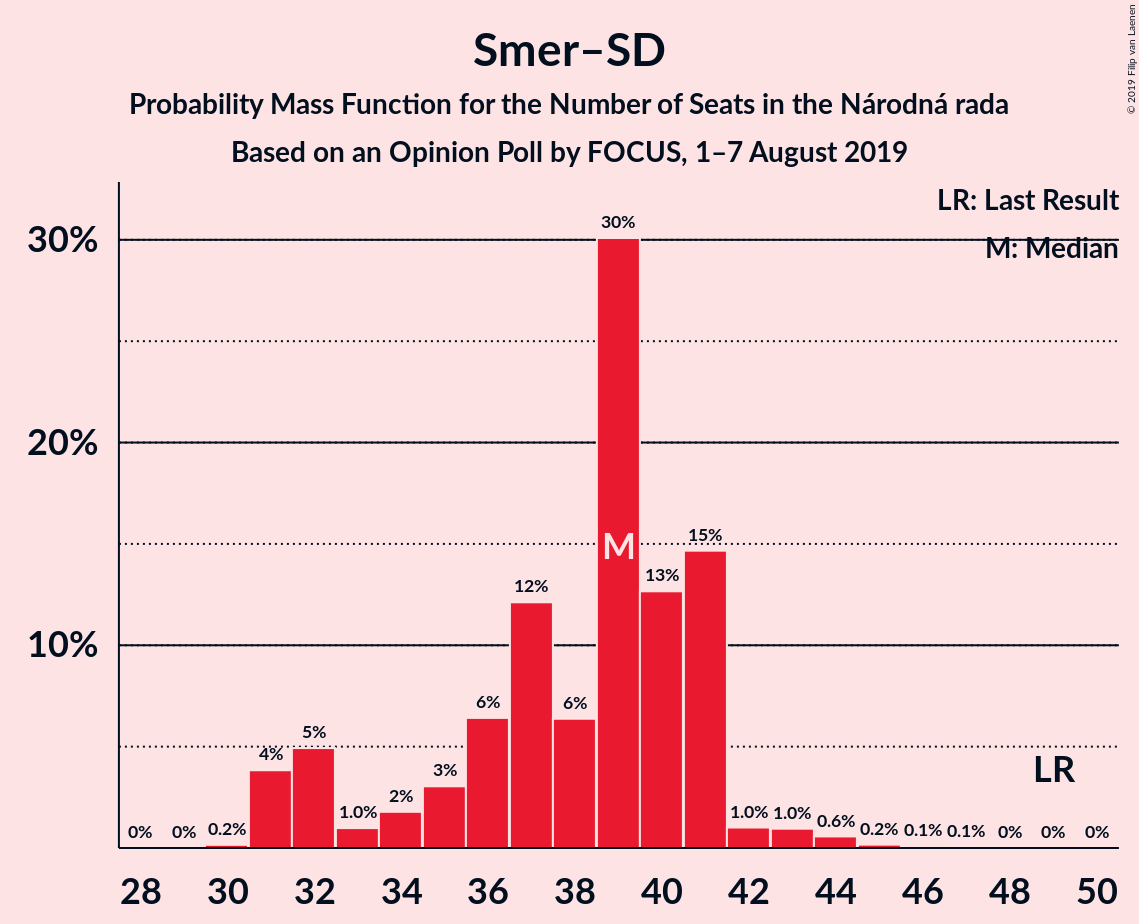 Smer–SD
Probability Mass Function for the Number of Seats in the Národná rada
Based on an Opinion Poll by FOCUS, 1–7 August 2019
© 2019 Filip van Laenen
LR: Last Result
M: Median
30%
20%
10%
0%
0%
0.2%
4%
5%
1.0%
2%
3%
6%
12%
6%
30%
M
13%
15%
1.0%
1.0%
0.6%
0.2%
0.1%
0.1%
0%
0%
0%
LR
28 30 32 34 36 38 40 42 44 46 48 50